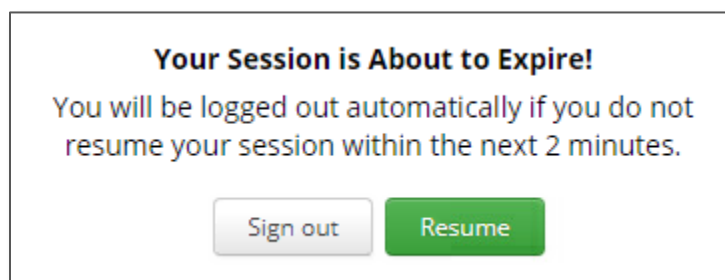 Your Session is About to Expire!
You will be logged out automatically if you do not
resume your session within the next 2 minutes.
Sign out Resume